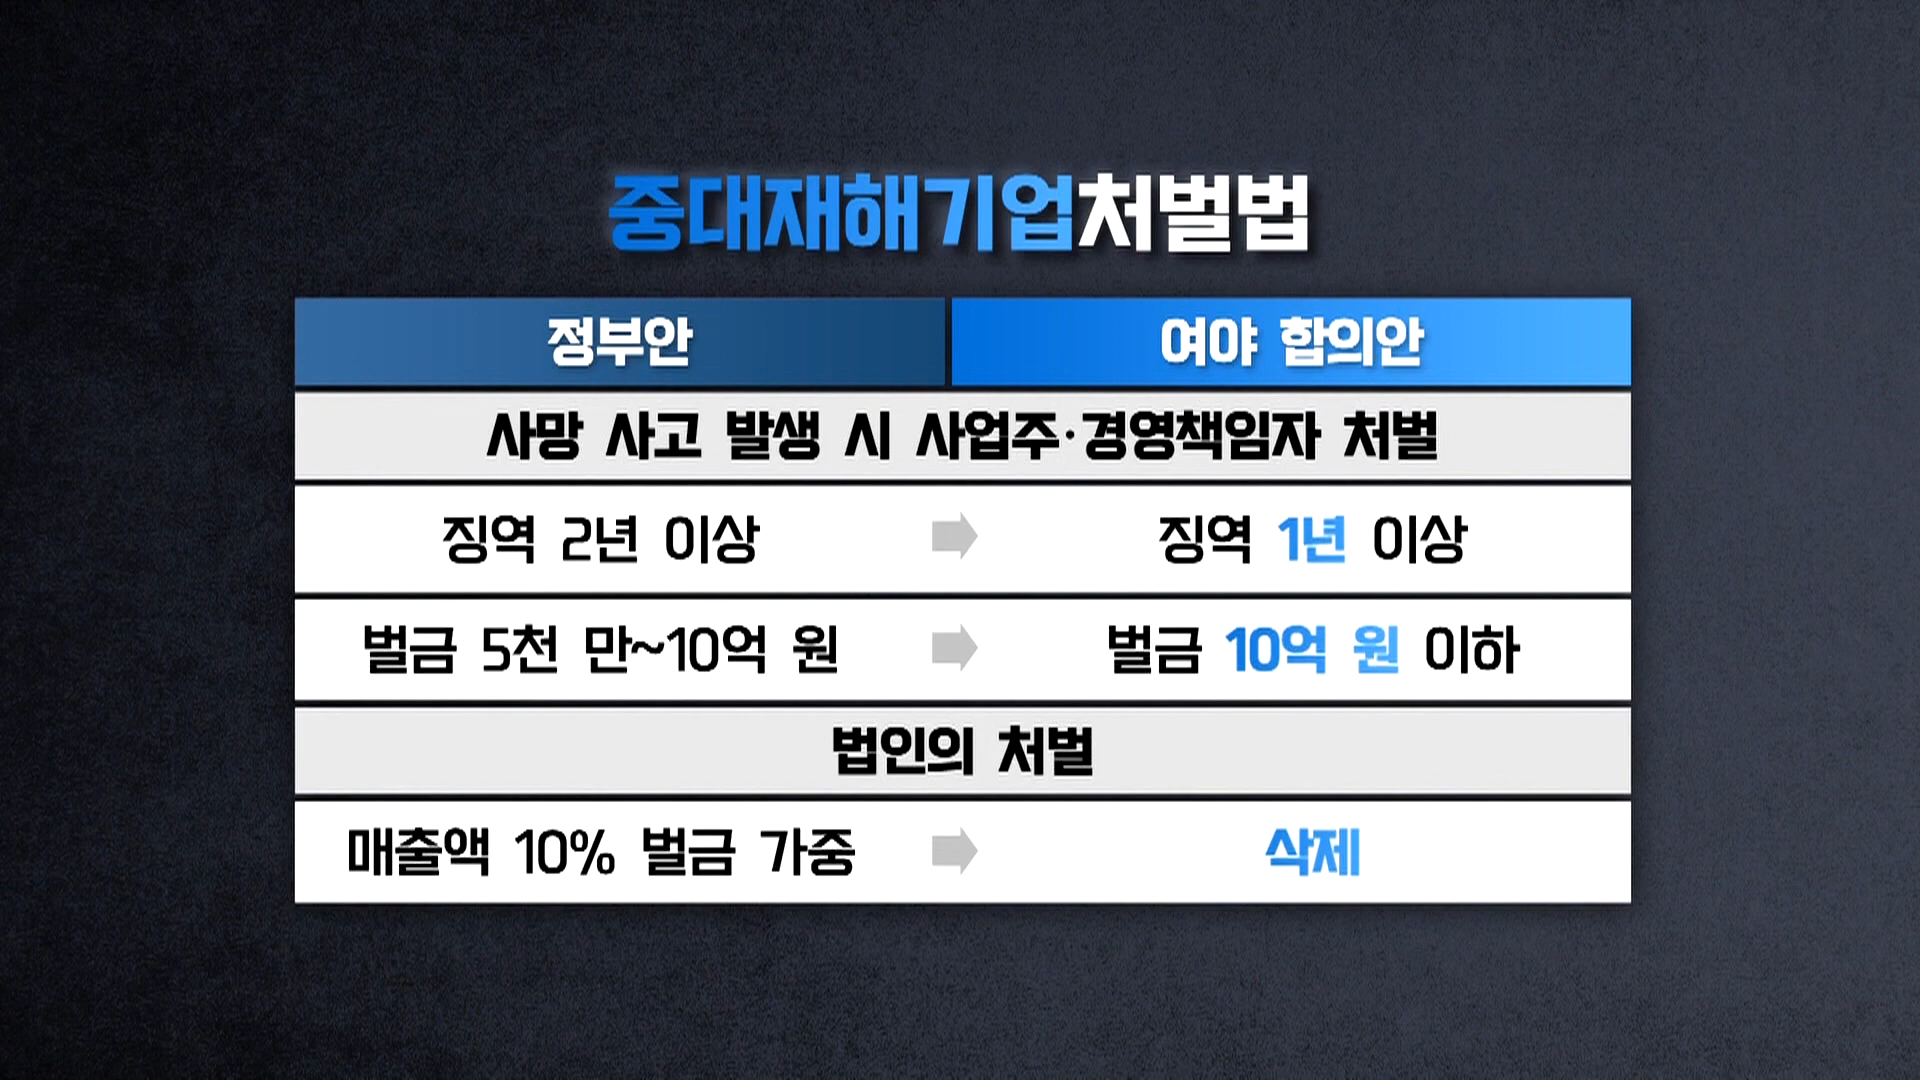 중대재해기업처벌법
정부안 여야 합의안
사망 사고 발생 시 사업주·경영책임자 처벌
징역 2년 이상 징역 1년 이상
벌금 5천 만~10억 원 벌금 10억 원 이하
법인의 처벌
매출액 10% 벌금 가중 삭제